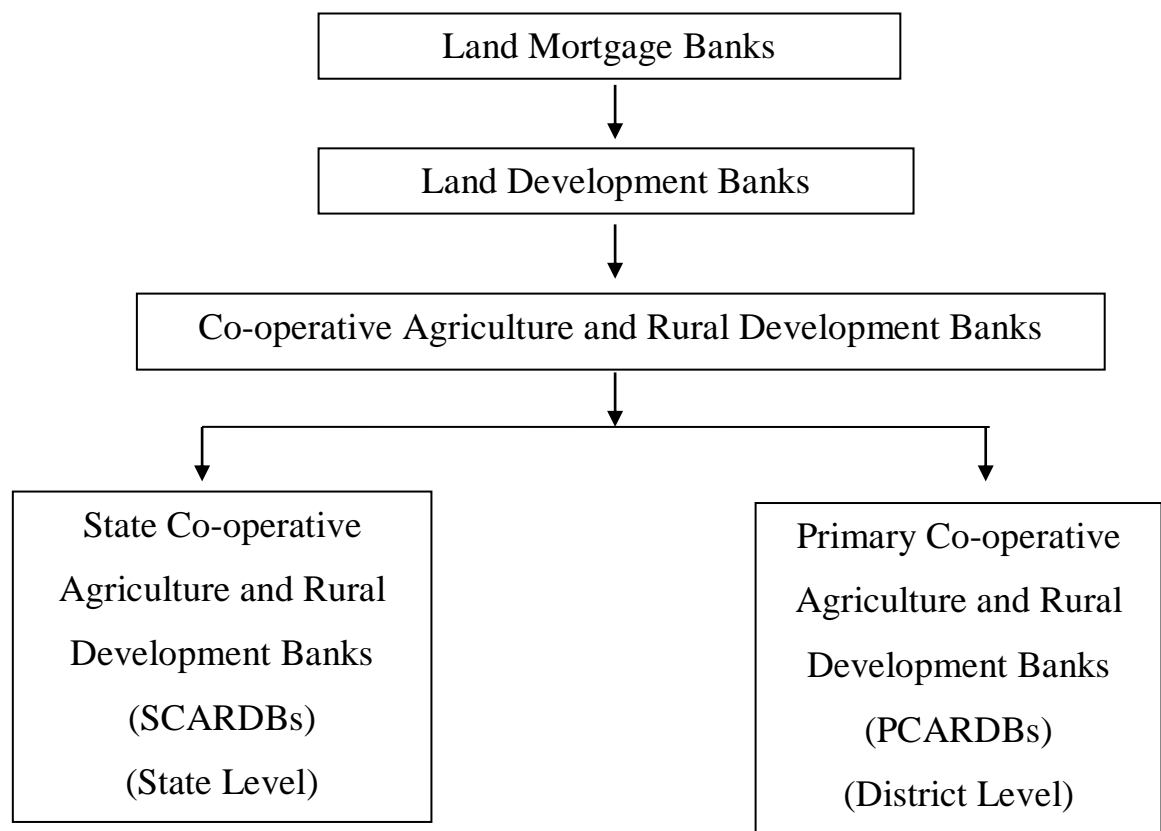 Land Mortgage Banks
Land Development Banks
Co-operative Agriculture and Rural Development Banks
State Co-operative
Agriculture and Rural
Development Banks
(SCARDBs)
(State Level)
Primary Co-operative
Agriculture and Rural
Development Banks
(PCARDBs)
(District Level)